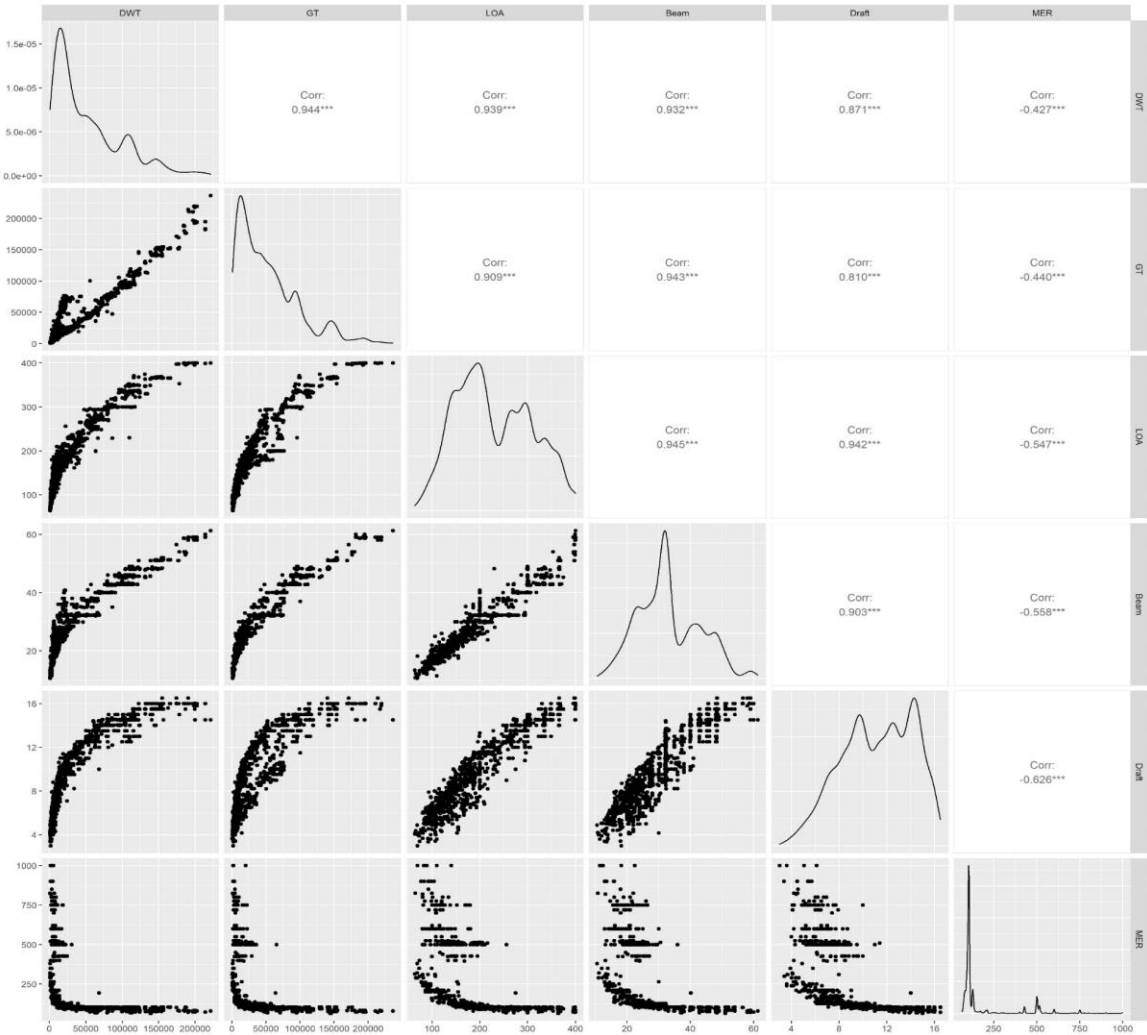 DWT GT LOA Beam Draft MER
1.5e-05
1.0e-05
5.0e-06
0.0e+00
Corr:
0.944***
Corr:
0.939***
Corr:
0.932***
Corr:
0.871***
Corr:
-0.427***
DWT
200000
150000
100000
50000
0
Corr:
0.909***
Corr:
0.943***
Corr:
0.810***
Corr:
-0.440***
GT
400
300
200
100
Corr:
0.945***
Corr:
0.942***
Corr:
-0.547***
LOA
60
40
20
Corr:
0.903***
Corr:
-0.558***
Beam
16
12
8
4
Corr:
-0.626***
Draft
1000
750
500
250
MER
0 50000 100000 150000 200000 0 50000 100000 150000 200000 100 200 300 400 20 40 60 4 8 12 16 250 500 750 1000